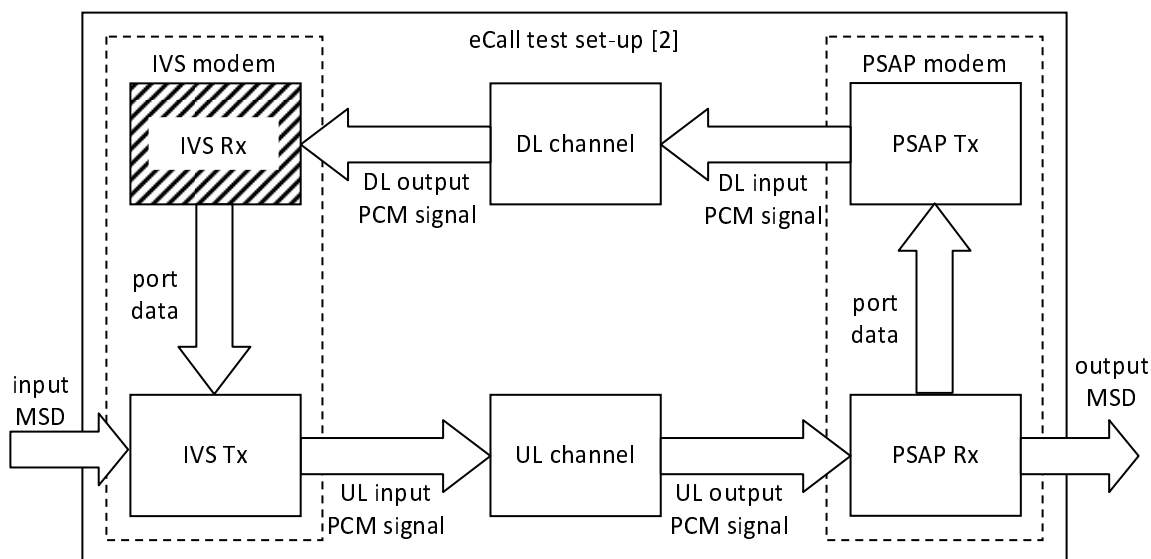 eCall test set-up [2]
IVS modem
PSAP modem
IVS Rx
DL channel
PSAP Tx
DL output
PCM signal
DL input
PCM signal
port
data
port
data
input
MSD
output
MSD
IVS Tx
UL channel
PSAP Rx
UL input
PCM signal
UL output
PCM signal